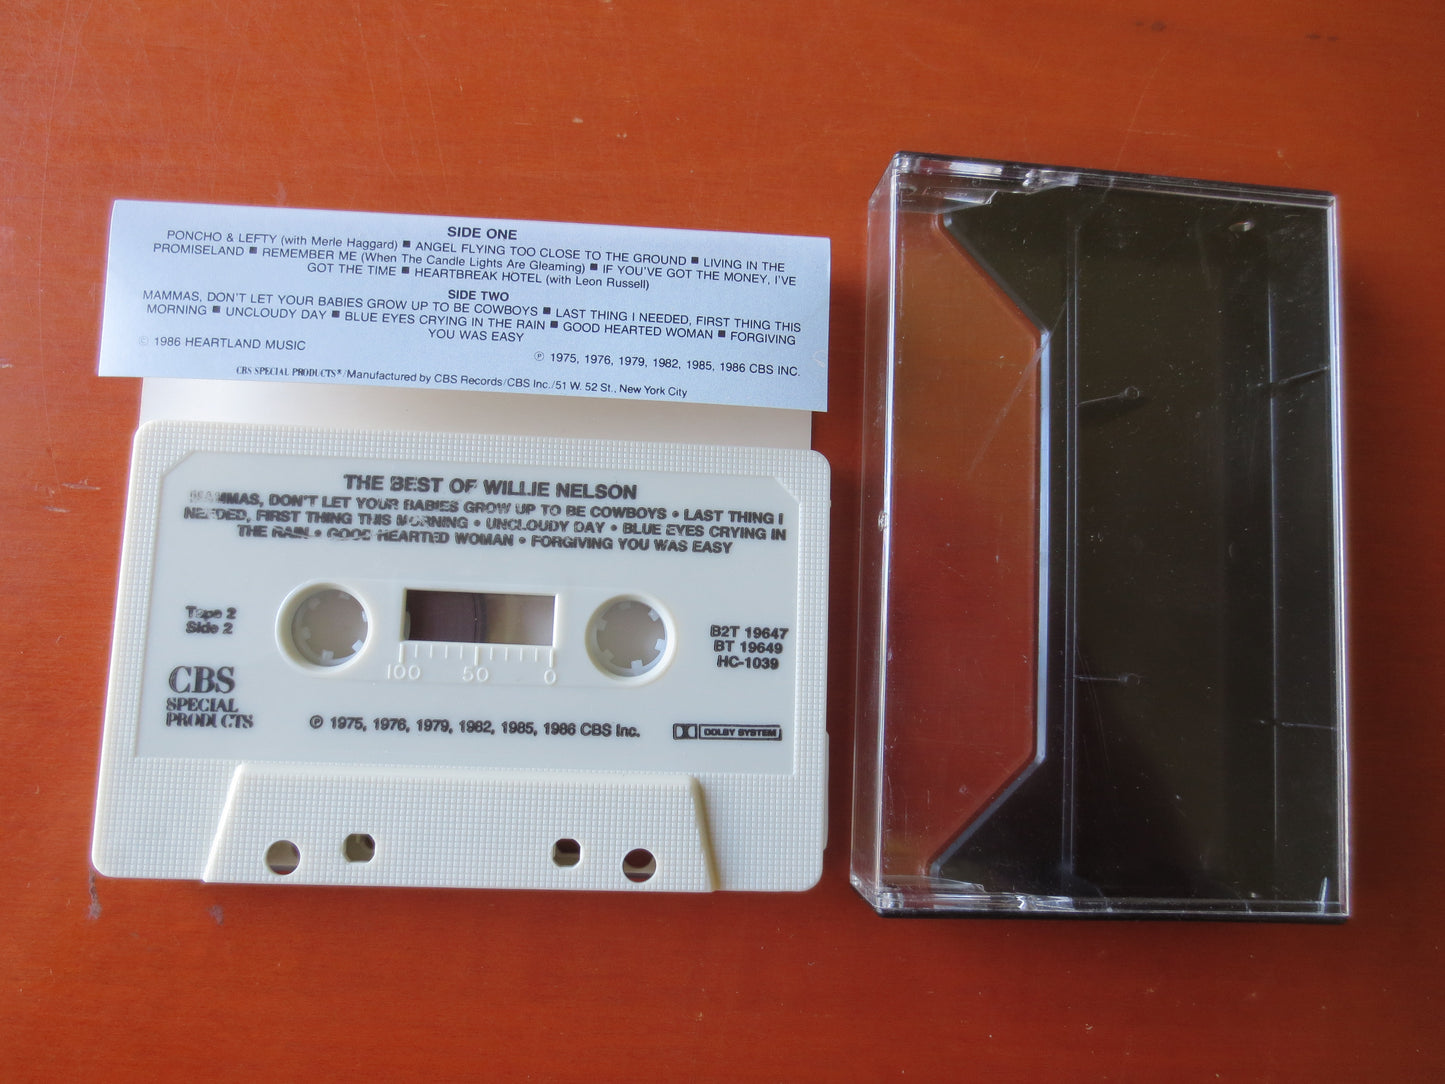 SIDE ONE
PONCHO & LEFTY (with Merle Haggard) ■ ANGEL FLYING TOO CLOSE TO THE GROUND ■ LIVING IN THE
PROMISELAND ■ REMEMBER ME (When The Candle Lights Are Gleaming) ■ IF YOU'VE GOT THE MONEY, I'VE
GOT THE TIME ■ HEARTBREAK HOTEL (with Leon Russell)
SIDE TWO
MAMMAS, DON'T LET YOUR BABIES GROW UP TO BE COWBOYS ■ LAST THING I NEEDED, FIRST THING THIS
MORNING ■ UNCLOUDY DAY ■ BLUE EYES CRYING IN THE RAIN ■ GOOD HEARTED WOMAN ■ FORGIVING
YOU WAS EASY
© 1986 HEARTLAND MUSIC
℗ 1975, 1976, 1979, 1982, 1985, 1986 CBS INC.
CBS SPECIAL PRODUCTS®/Manufactured by CBS Records/CBS Inc./51 W. 52 St., New York City
THE BEST OF WILLIE NELSON
MAMMAS, DON'T LET YOUR BABIES GROW UP TO BE COWBOYS • LAST THING I
NEEDED, FIRST THING THIS MORNING • UNCLOUDY DAY • BLUE EYES CRYING IN
THE RAIN • GOOD HEARTED WOMAN • FORGIVING YOU WAS EASY
Tape 2
Side 2
B2T 19647
BT 19649
HC-1039
100 50 0
CBS
SPECIAL
PRODUCTS
℗ 1975, 1976, 1979, 1982, 1985, 1986 CBS Inc.
DOLBY SYSTEM